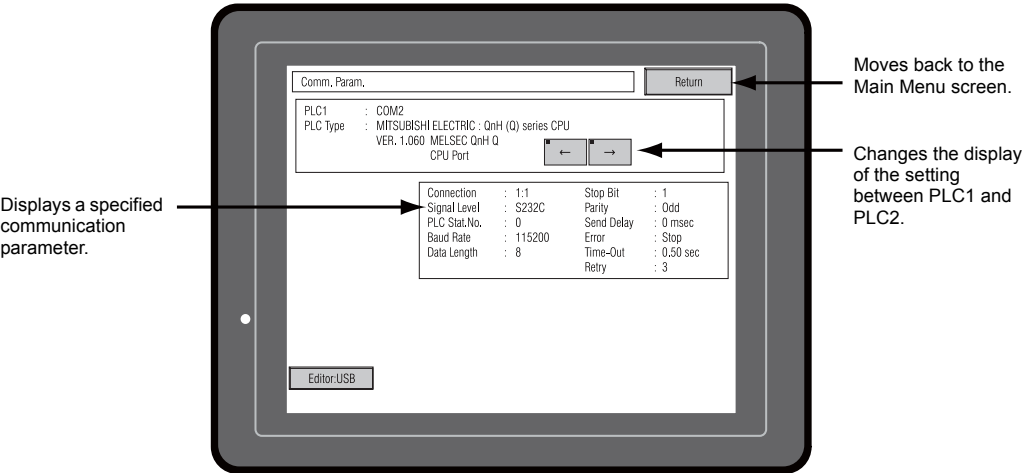 Comm. Param.
Return
PLC1 : COM2
PLC Type : MITSUBISHI ELECTRIC : QnH (Q) series CPU
VER. 1.060 MELSEC QnH Q
CPU Port
← →
Connection : 1:1 Stop Bit : 1
Signal Level : S232C Parity : Odd
PLC Stat.No. : 0 Send Delay : 0 msec
Baud Rate : 115200 Error : Stop
Data Length : 8 Time-Out : 0.50 sec
Retry : 3
Editor:USB
Moves back to the
Main Menu screen.
Changes the display
of the setting
between PLC1 and
PLC2.
Displays a specified
communication
parameter.